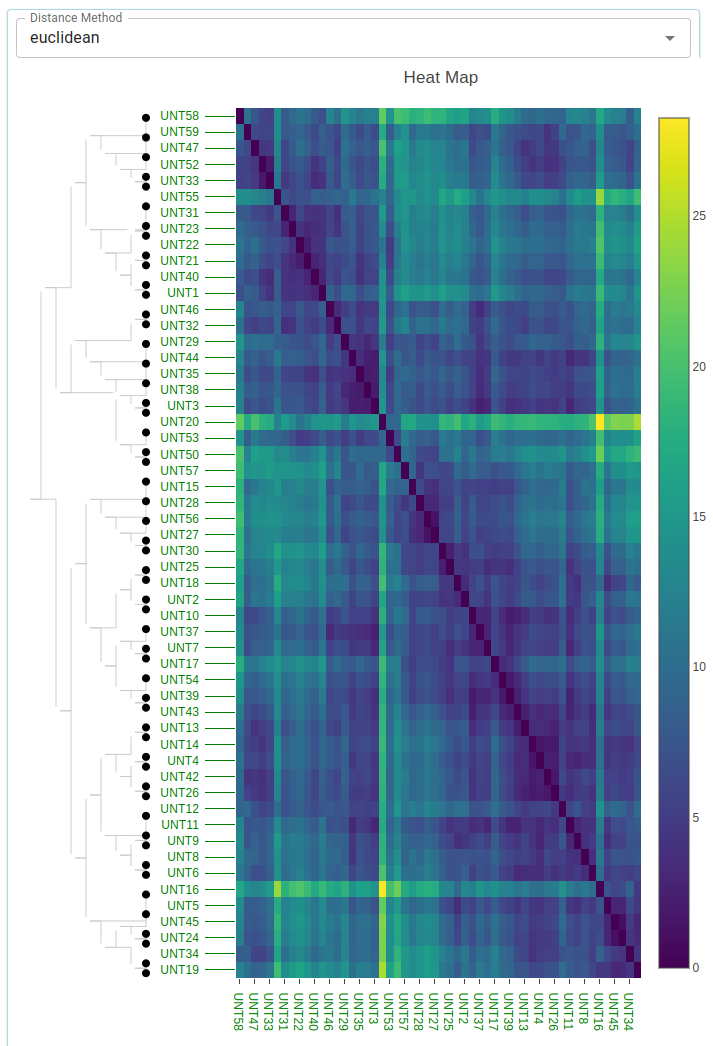 Distance Method
euclidean
Heat Map
UNT58
UNT59
UNT47
UNT52
UNT33
UNT55
UNT31
UNT23
UNT22
UNT21
UNT40
UNT1
UNT46
UNT32
UNT29
UNT44
UNT35
UNT38
UNT3
UNT20
UNT53
UNT50
UNT57
UNT15
UNT28
UNT56
UNT27
UNT30
UNT25
UNT18
UNT2
UNT10
UNT37
UNT7
UNT17
UNT54
UNT39
UNT43
UNT13
UNT14
UNT4
UNT42
UNT26
UNT12
UNT11
UNT9
UNT8
UNT6
UNT16
UNT5
UNT45
UNT24
UNT34
UNT19
25
20
15
10
5
0
UNT58
UNT47
UNT33
UNT31
UNT22
UNT40
UNT46
UNT29
UNT35
UNT3
UNT53
UNT57
UNT28
UNT27
UNT25
UNT2
UNT37
UNT17
UNT39
UNT13
UNT4
UNT26
UNT11
UNT8
UNT16
UNT45
UNT34